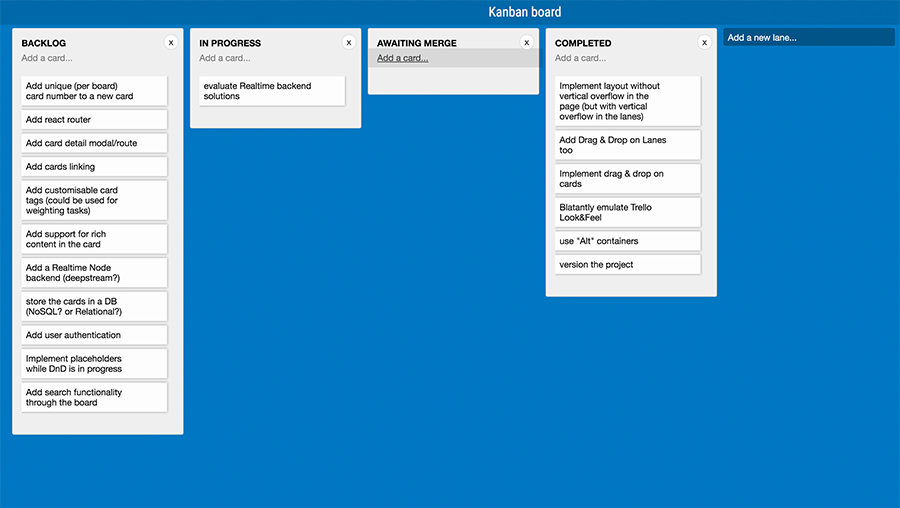 Kanban board
BACKLOG
x
Add a card...
Add unique (per board)
card number to a new card
Add react router
Add card detail modal/route
Add cards linking
Add customisable card
tags (could be used for
weighting tasks)
Add support for rich
content in the card
Add a Realtime Node
backend (deepstream?)
store the cards in a DB
(NoSQL? or Relational?)
Add user authentication
Implement placeholders
while DnD is in progress
Add search functionality
through the board
IN PROGRESS
x
Add a card...
evaluate Realtime backend
solutions
AWAITING MERGE
x
Add a card...
COMPLETED
x
Add a card...
Implement layout without
vertical overflow in the
page (but with vertical
overflow in the lanes)
Add Drag & Drop on Lanes
too
Implement drag & drop on
cards
Blatantly emulate Trello
Look&Feel
use "Alt" containers
version the project
Add a new lane...